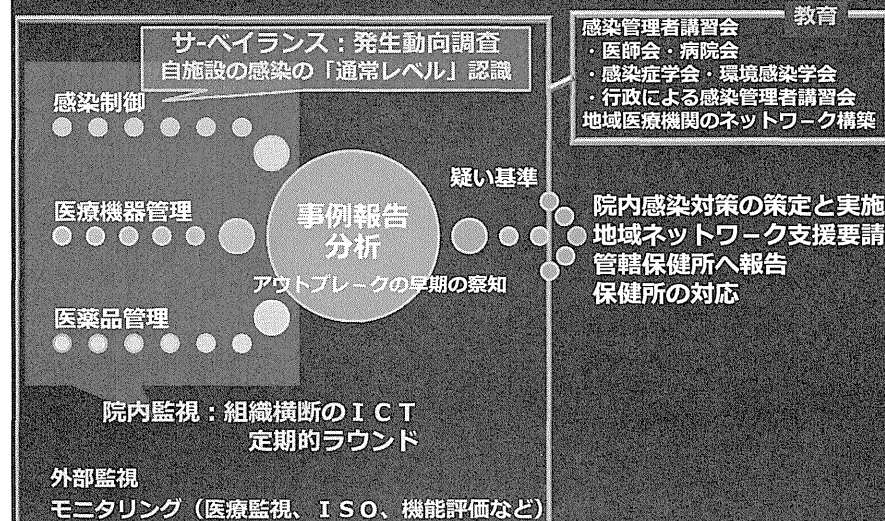 サ-ベイランス:発生動向調査
自施設の感染の「通常レベル」認識
教育
感染管理者講習会
・医師会・病院会
・感染症学会・環境感染学会
・行政による感染管理者講習会
地域医療機関のネットワ-ク構築
感染制御
医療機器管理
医薬品管理
事例報告
分析
アウトブレ-クの早期の察知
疑い基準
院内感染対策の策定と実施
地域ネットワ-ク支援要請
管轄保健所へ報告
保健所の対応
院内監視:組織横断のICT
定期的ラウンド
外部監視
モニタリング(医療監視、ISO、機能評価など)